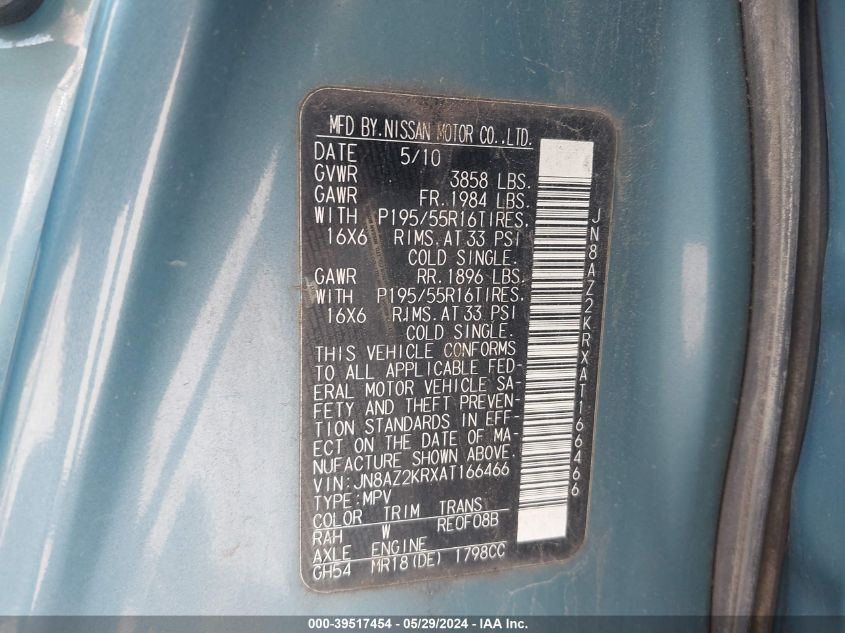 MFD BY. NISSAN MOTOR CO., LTD.
DATE 5/10
GVWR 3858 LBS.
GAWR FR. 1984 LBS.
WITH P195/55R16TIRES.
16X6 RIMS. AT 33 PSI
COLD SINGLE.
GAWR RR. 1896 LBS.
WITH P195/55R16TIRES.
16X6 RIMS. AT 33 PSI
COLD SINGLE.
THIS VEHICLE CONFORMS
TO ALL APPLICABLE FED-
ERAL MOTOR VEHICLE SA-
FETY AND THEFT PREVEN-
TION STANDARDS IN EFF-
ECT ON THE DATE OF MA-
NUFACTURE SHOWN ABOVE.
VIN: JN8AZ2KRXAT166466
TYPE: MPV
COLOR TRIM TRANS
RAH W RE0F08B
AXLE ENGINE
GH54 MR18(DE) 1798CC
JN8AZ2KRXAT166466
000-39517454 - 05/29/2024 - IAA Inc.